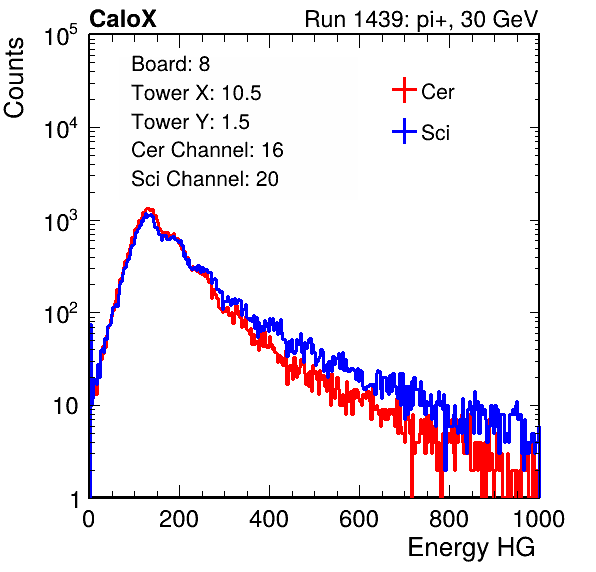 CaloX Run 1439: pi+, 30 GeV
Counts
10^5
10^4
10^3
10^2
10
1
Board: 8
Tower X: 10.5
Tower Y: 1.5
Cer Channel: 16
Sci Channel: 20
Cer
Sci
0 200 400 600 800 1000
Energy HG